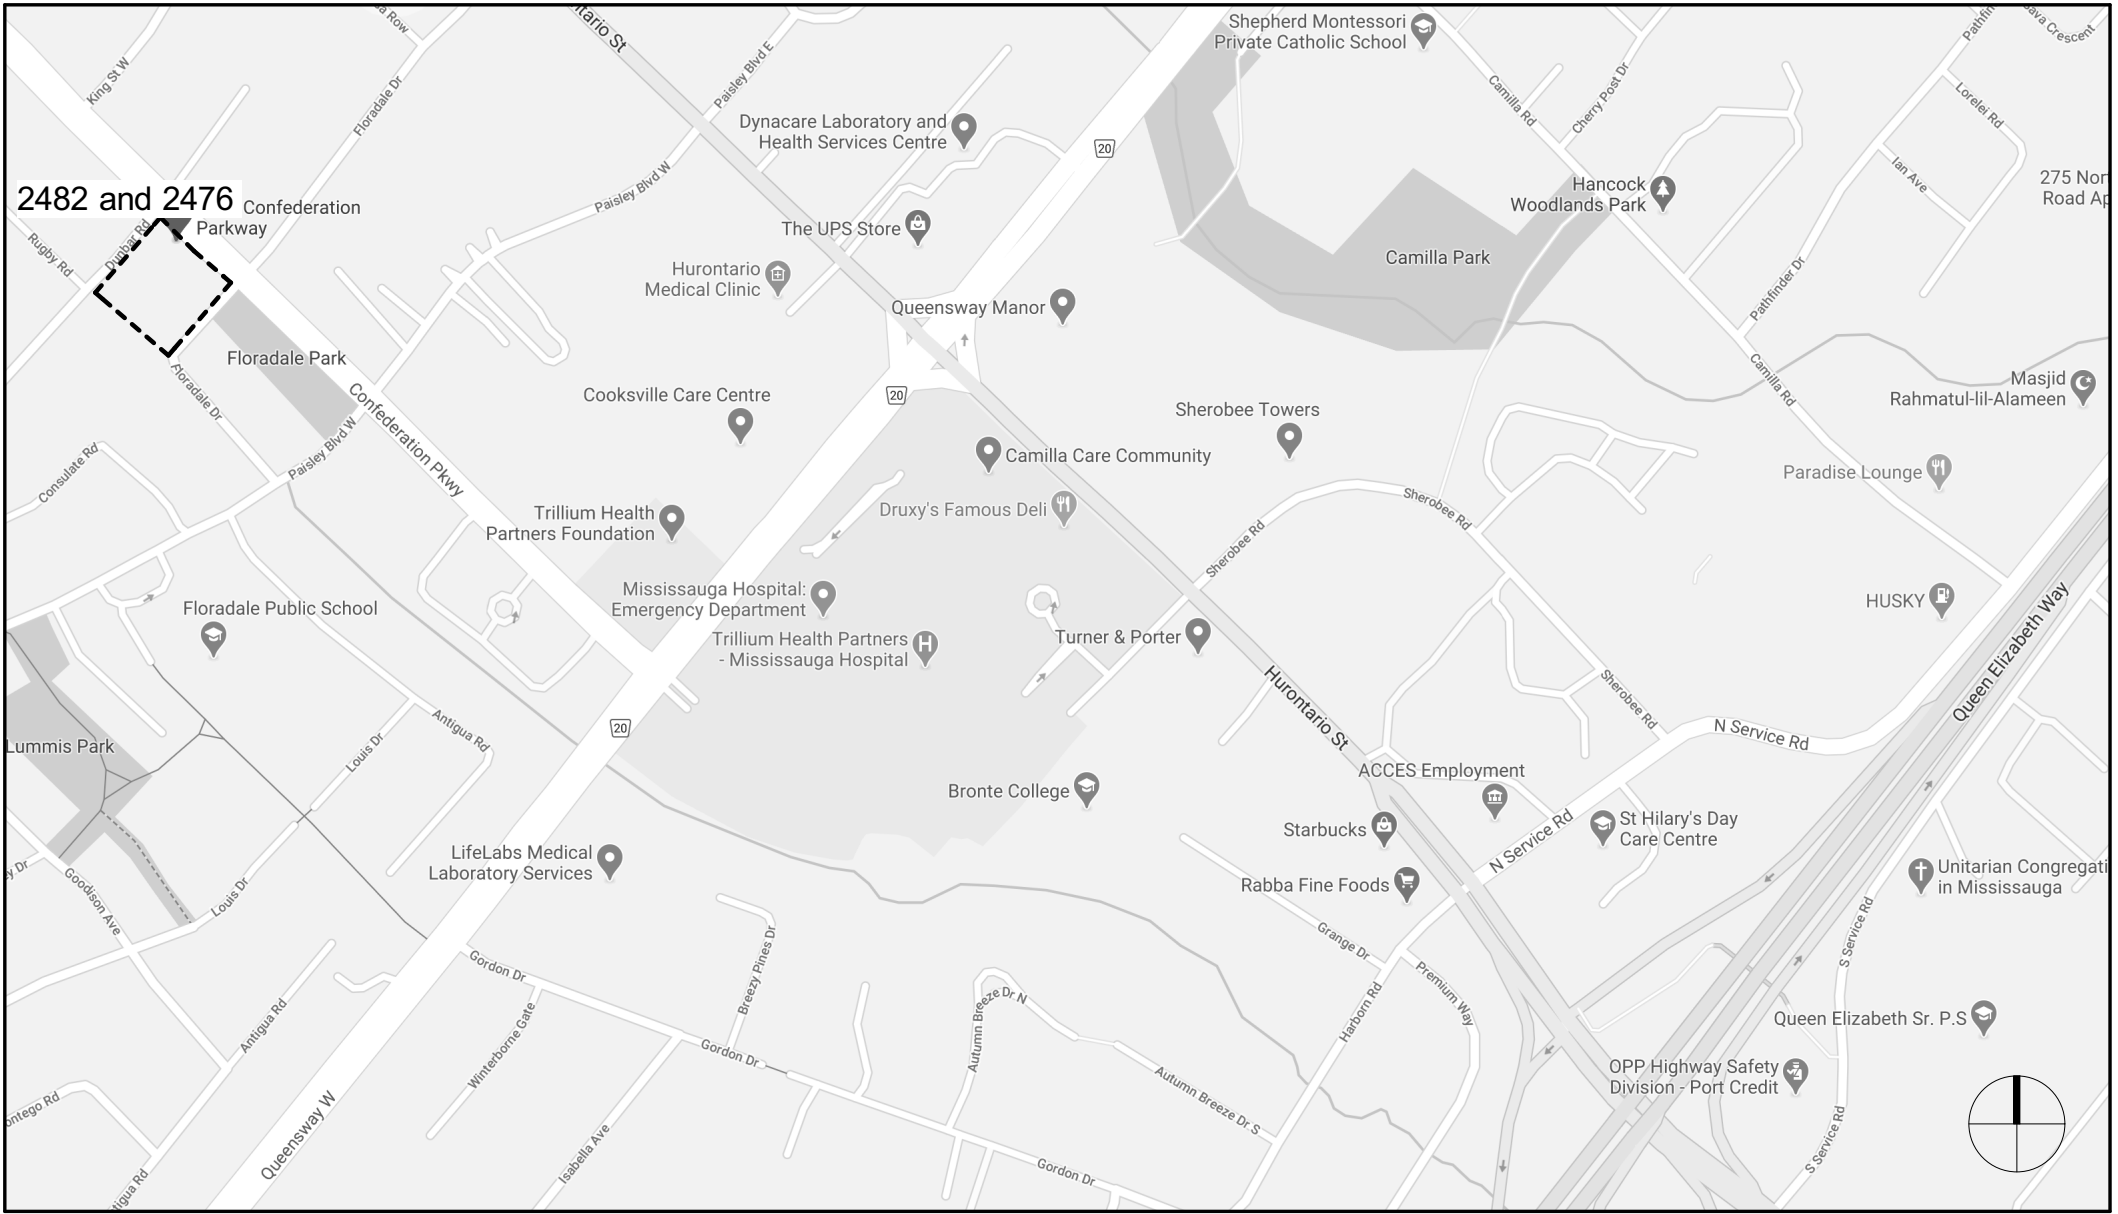 King St W
Floradale Dr
Paisley Blvd E
Shepherd Montessori
Private Catholic School
Camilla Rd
Cherry Post Dr
Lorelei Rd
Ian Ave
Dynacare Laboratory and
Health Services Centre
20
2482 and 2476
Confederation
Parkway
Dunbar Rd
Rugby Rd
Paisley Blvd W
The UPS Store
Hurontario
Medical Clinic
Queensway Manor
Hancock
Woodlands Park
Camilla Park
Pathfinder Dr
Floradale Park
Floradale Dr
Confederation Pkwy
Paisley Blvd W
Consulate Rd
Cooksville Care Centre
20
Sherobee Towers
Camilla Care Community
Druxy's Famous Deli
Camilla Rd
Masjid
Rahmatul-lil-Alameen
Paradise Lounge
Sherobee Rd
Sherobee Rd
Trillium Health
Partners Foundation
Mississauga Hospital:
Emergency Department
Trillium Health Partners
- Mississauga Hospital
Turner & Porter
Floradale Public School
HUSKY
Queen Elizabeth Way
Hurontario St
Sherobee Rd
N Service Rd
Lummis Park
Antigua Rd
Louis Dr
20
ACCES Employment
Bronte College
Starbucks
N Service Rd
St Hilary's Day
Care Centre
LifeLabs Medical
Laboratory Services
Rabba Fine Foods
Unitarian Congregati
in Mississauga
Goodison Ave
Louis Dr
Gordon Dr
Breezy Pines Dr
Grange Dr
Premium Way
Harborn Rd
S Service Rd
Antigua Rd
Winterborne Gate
Gordon Dr
Autumn Breeze Dr N
Autumn Breeze Dr S
Queen Elizabeth Sr. P.S
OPP Highway Safety
Division - Port Credit
S Service Rd
Queensway W
Isabella Ave
Gordon Dr